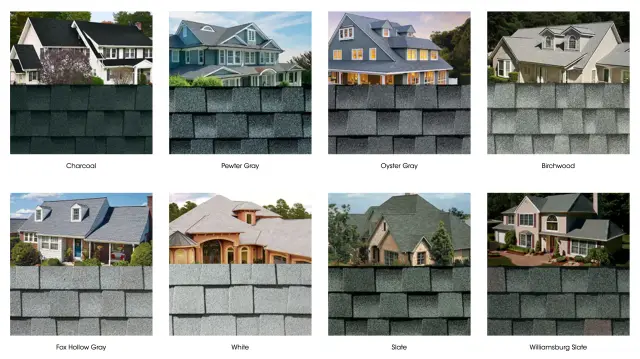 Charcoal
Pewter Gray
Oyster Gray
Birchwood
Fox Hollow Gray
White
Slate
Williamsburg Slate